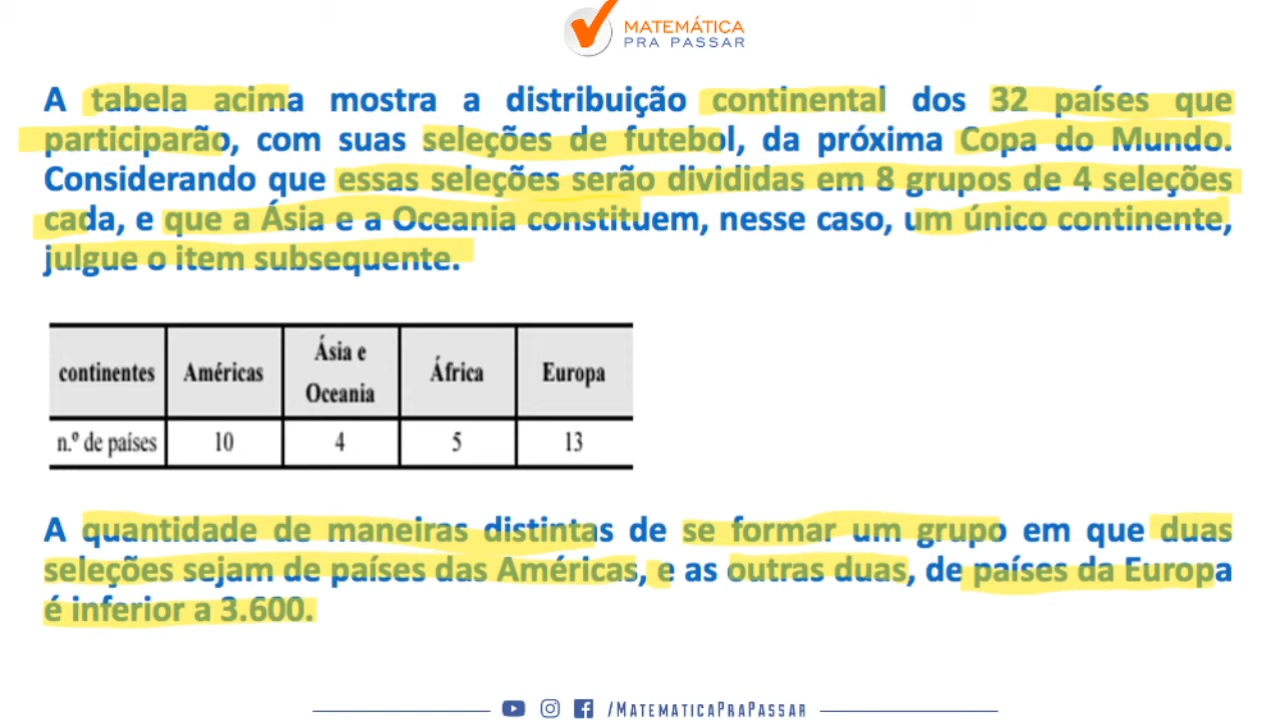 MATEMÁTICA
PRA PASSAR
A tabela acima mostra a distribuição continental dos 32 países que
participarão, com suas seleções de futebol, da próxima Copa do Mundo.
Considerando que essas seleções serão divididas em 8 grupos de 4 seleções
cada, e que a Ásia e a Oceania constituem, nesse caso, um único continente,
julgue o item subsequente.
continentes Américas Ásia e Oceania África Europa
n.º de países 10 4 5 13
A quantidade de maneiras distintas de se formar um grupo em que duas
seleções sejam de países das Américas, e as outras duas, de países da Europa
é inferior a 3.600.
/MATEMATICAPRAPASSAR